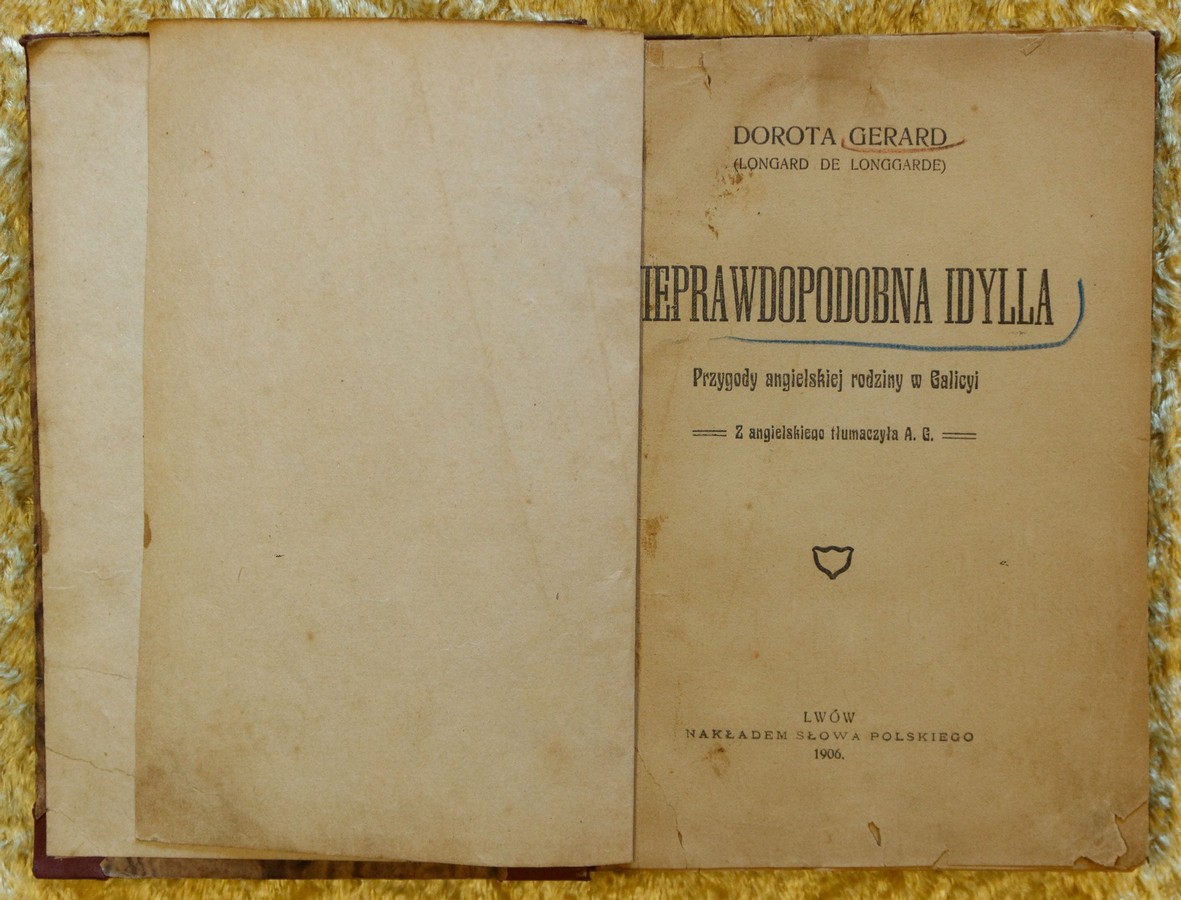 DOROTA GERARD
(LONGARD DE LONGGARDE)
IEPRAWDOPODOBNA IDYLLA
Przygody angielskiej rodziny w Galicyi
Z angielskiego tłumaczyła A. G.
LWÓW
NAKŁADEM SŁOWA POLSKIEGO
1906.